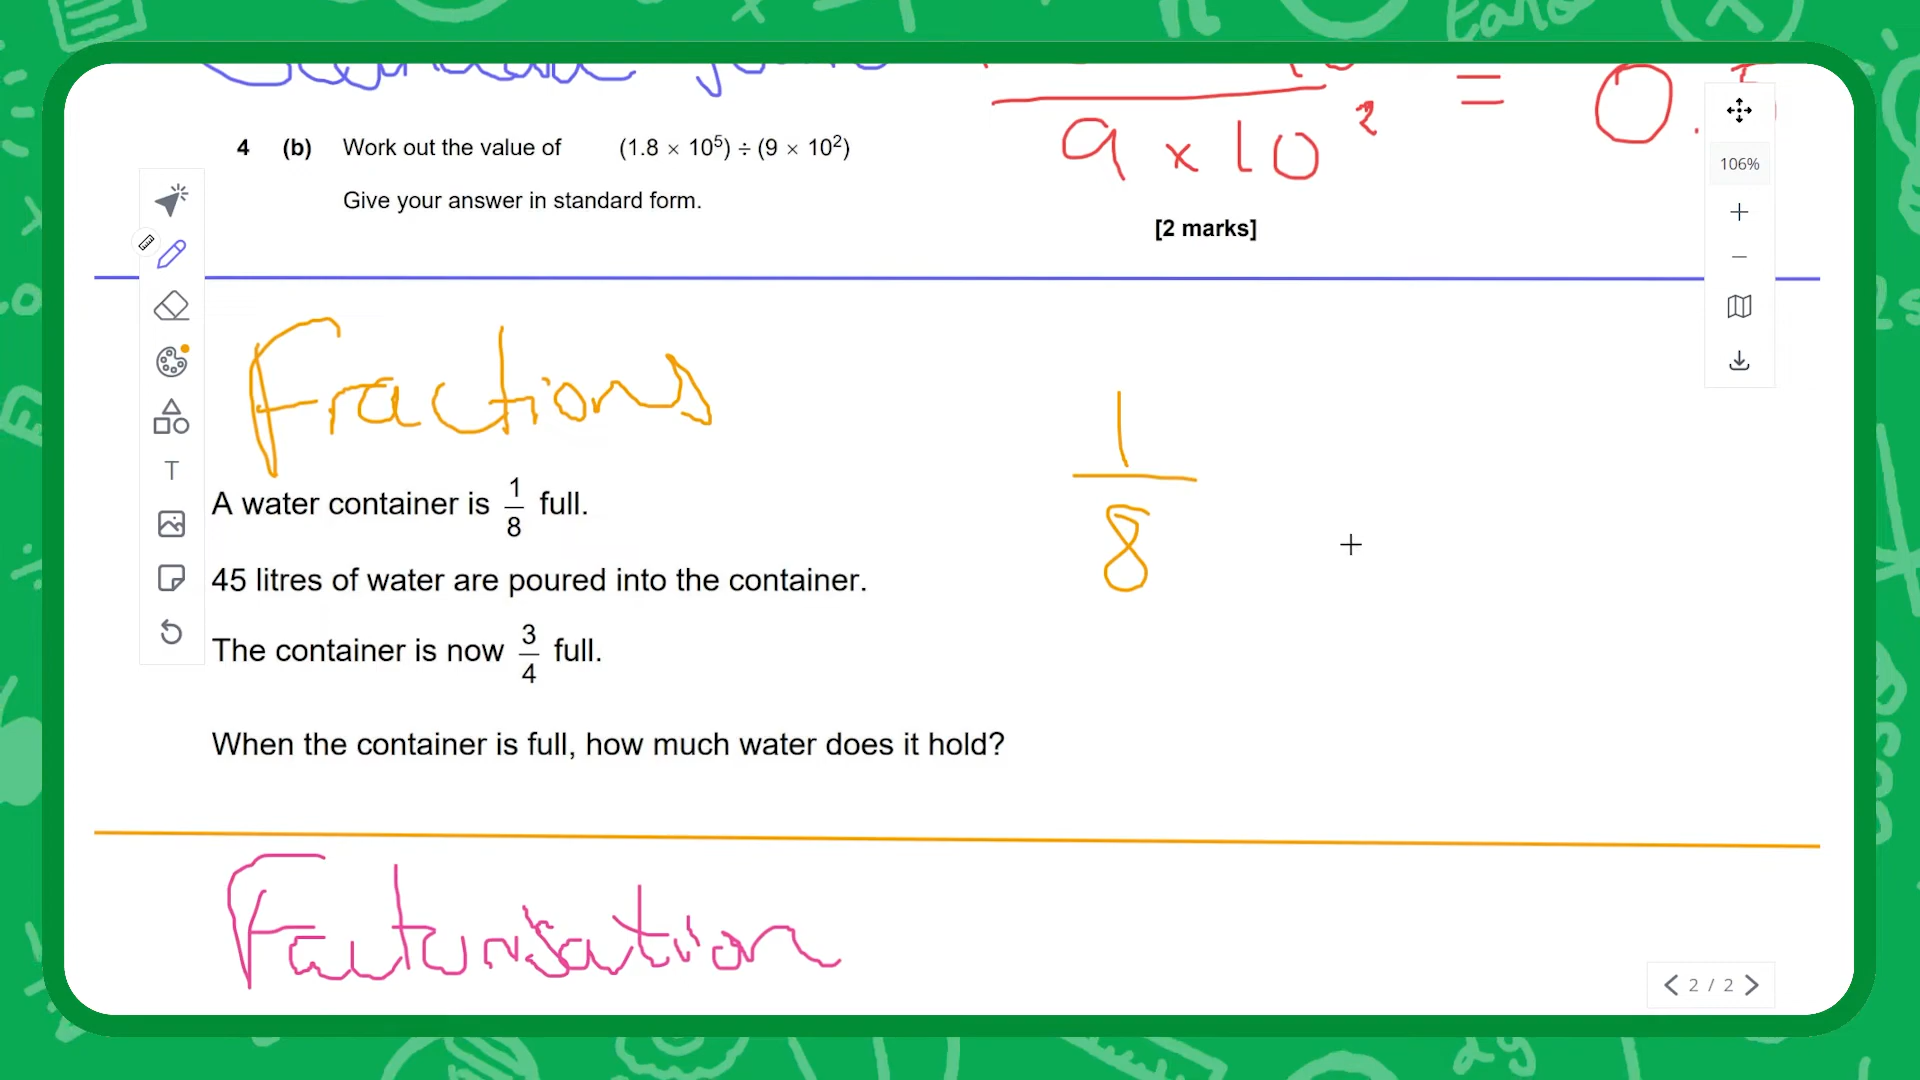 9 × 10²
=
4 (b) Work out the value of (1.8 × 10⁵) ÷ (9 × 10²)
Give your answer in standard form.
[2 marks]
106%
Fractions
1/8
A water container is 1/8 full.
45 litres of water are poured into the container.
The container is now 3/4 full.
When the container is full, how much water does it hold?
Factorisation
2 / 2